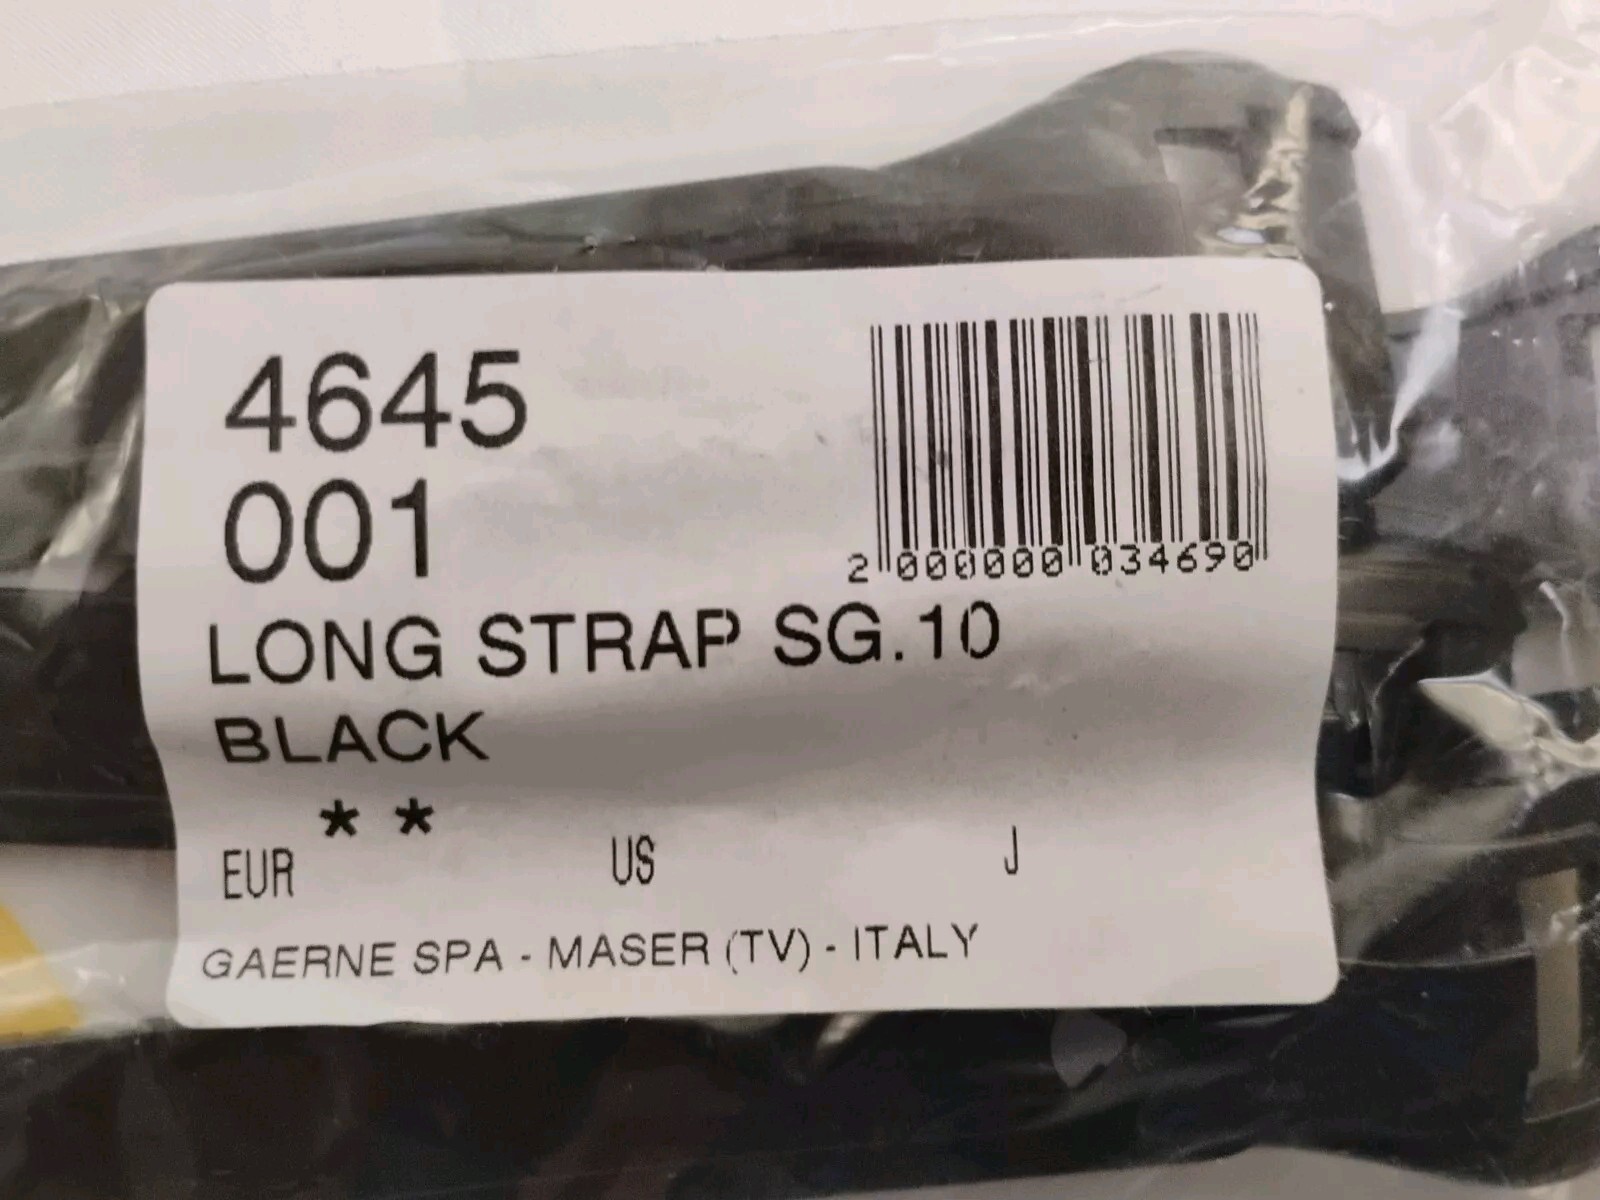 4645
001
2 000000 034690
LONG STRAP SG.10
BLACK
* *
EUR US J
GAERNE SPA - MASER (TV) - ITALY